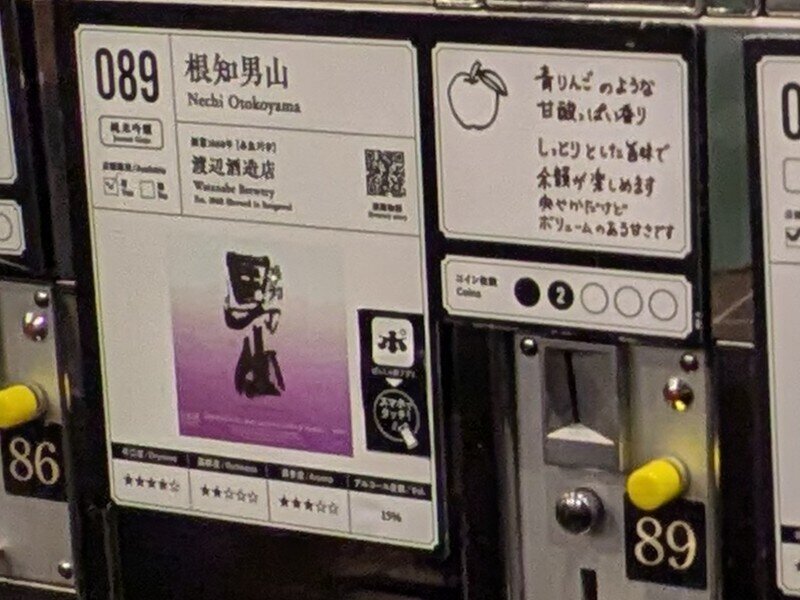 089
根知男山
Nechi Otokoyama
純米吟醸
渡辺酒造店
Watanabe Brewery
男山
ポ
スマホで
タッチ!
★★★★☆
★★☆☆☆
★★★☆☆
15%
青りんごのような
甘酸っぱい香り
しっとりとした旨味で
余韻が楽しめます
爽やかだけど
ボリュームのある甘さです
コイン枚数
Coins
2
86
89
0